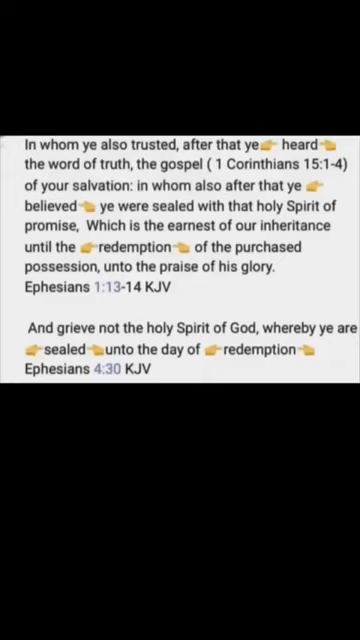 In whom ye also trusted, after that ye👉 heard👈
the word of truth, the gospel ( 1 Corinthians 15:1-4)
of your salvation: in whom also after that ye 👉
believed👈 ye were sealed with that holy Spirit of
promise, Which is the earnest of our inheritance
until the 👉redemption👈 of the purchased
possession, unto the praise of his glory.
Ephesians 1:13-14 KJV
And grieve not the holy Spirit of God, whereby ye are
👉sealed👈unto the day of 👉redemption👈
Ephesians 4:30 KJV